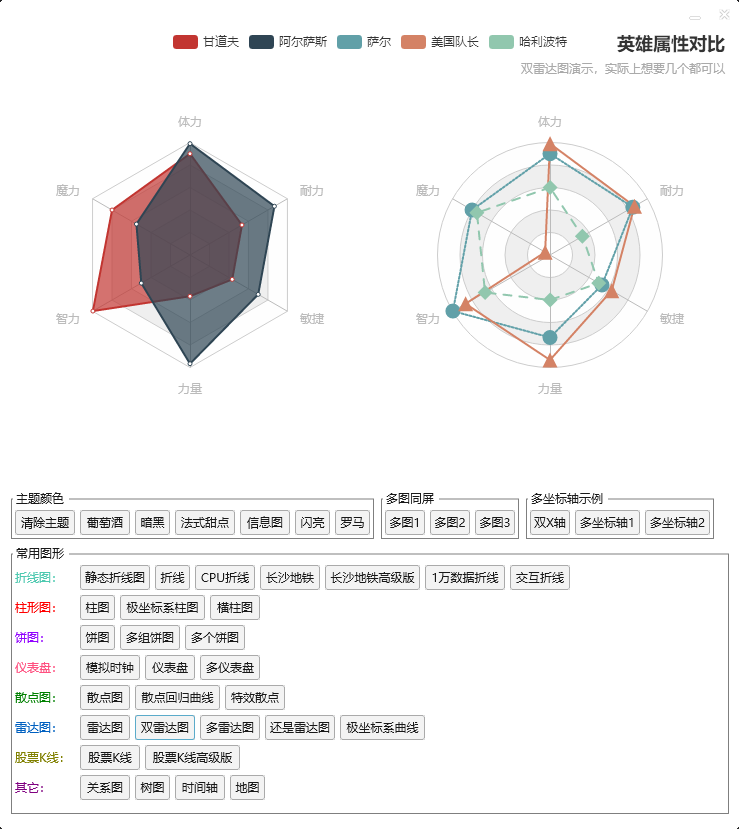 甘道夫 阿尔萨斯 萨尔 美国队长 哈利波特
英雄属性对比
双雷达图演示，实际上想要几个都可以
体力
魔力 耐力
智力 敏捷
力量
体力
魔力 耐力
智力 敏捷
力量
主题颜色
清除主题 葡萄酒 暗黑 法式甜点 信息图 闪亮 罗马
多图同屏
多图1 多图2 多图3
多坐标轴示例
双X轴 多坐标轴1 多坐标轴2
常用图形
折线图: 静态折线图 折线 CPU折线 长沙地铁 长沙地铁高级版 1万数据折线 交互折线
柱形图: 柱图 极坐标系柱图 横柱图
饼图: 饼图 多组饼图 多个饼图
仪表盘: 模拟时钟 仪表盘 多仪表盘
散点图: 散点图 散点回归曲线 特效散点
雷达图: 雷达图 双雷达图 多雷达图 还是雷达图 极坐标系曲线
股票K线: 股票K线 股票K线高级版
其它: 关系图 树图 时间轴 地图